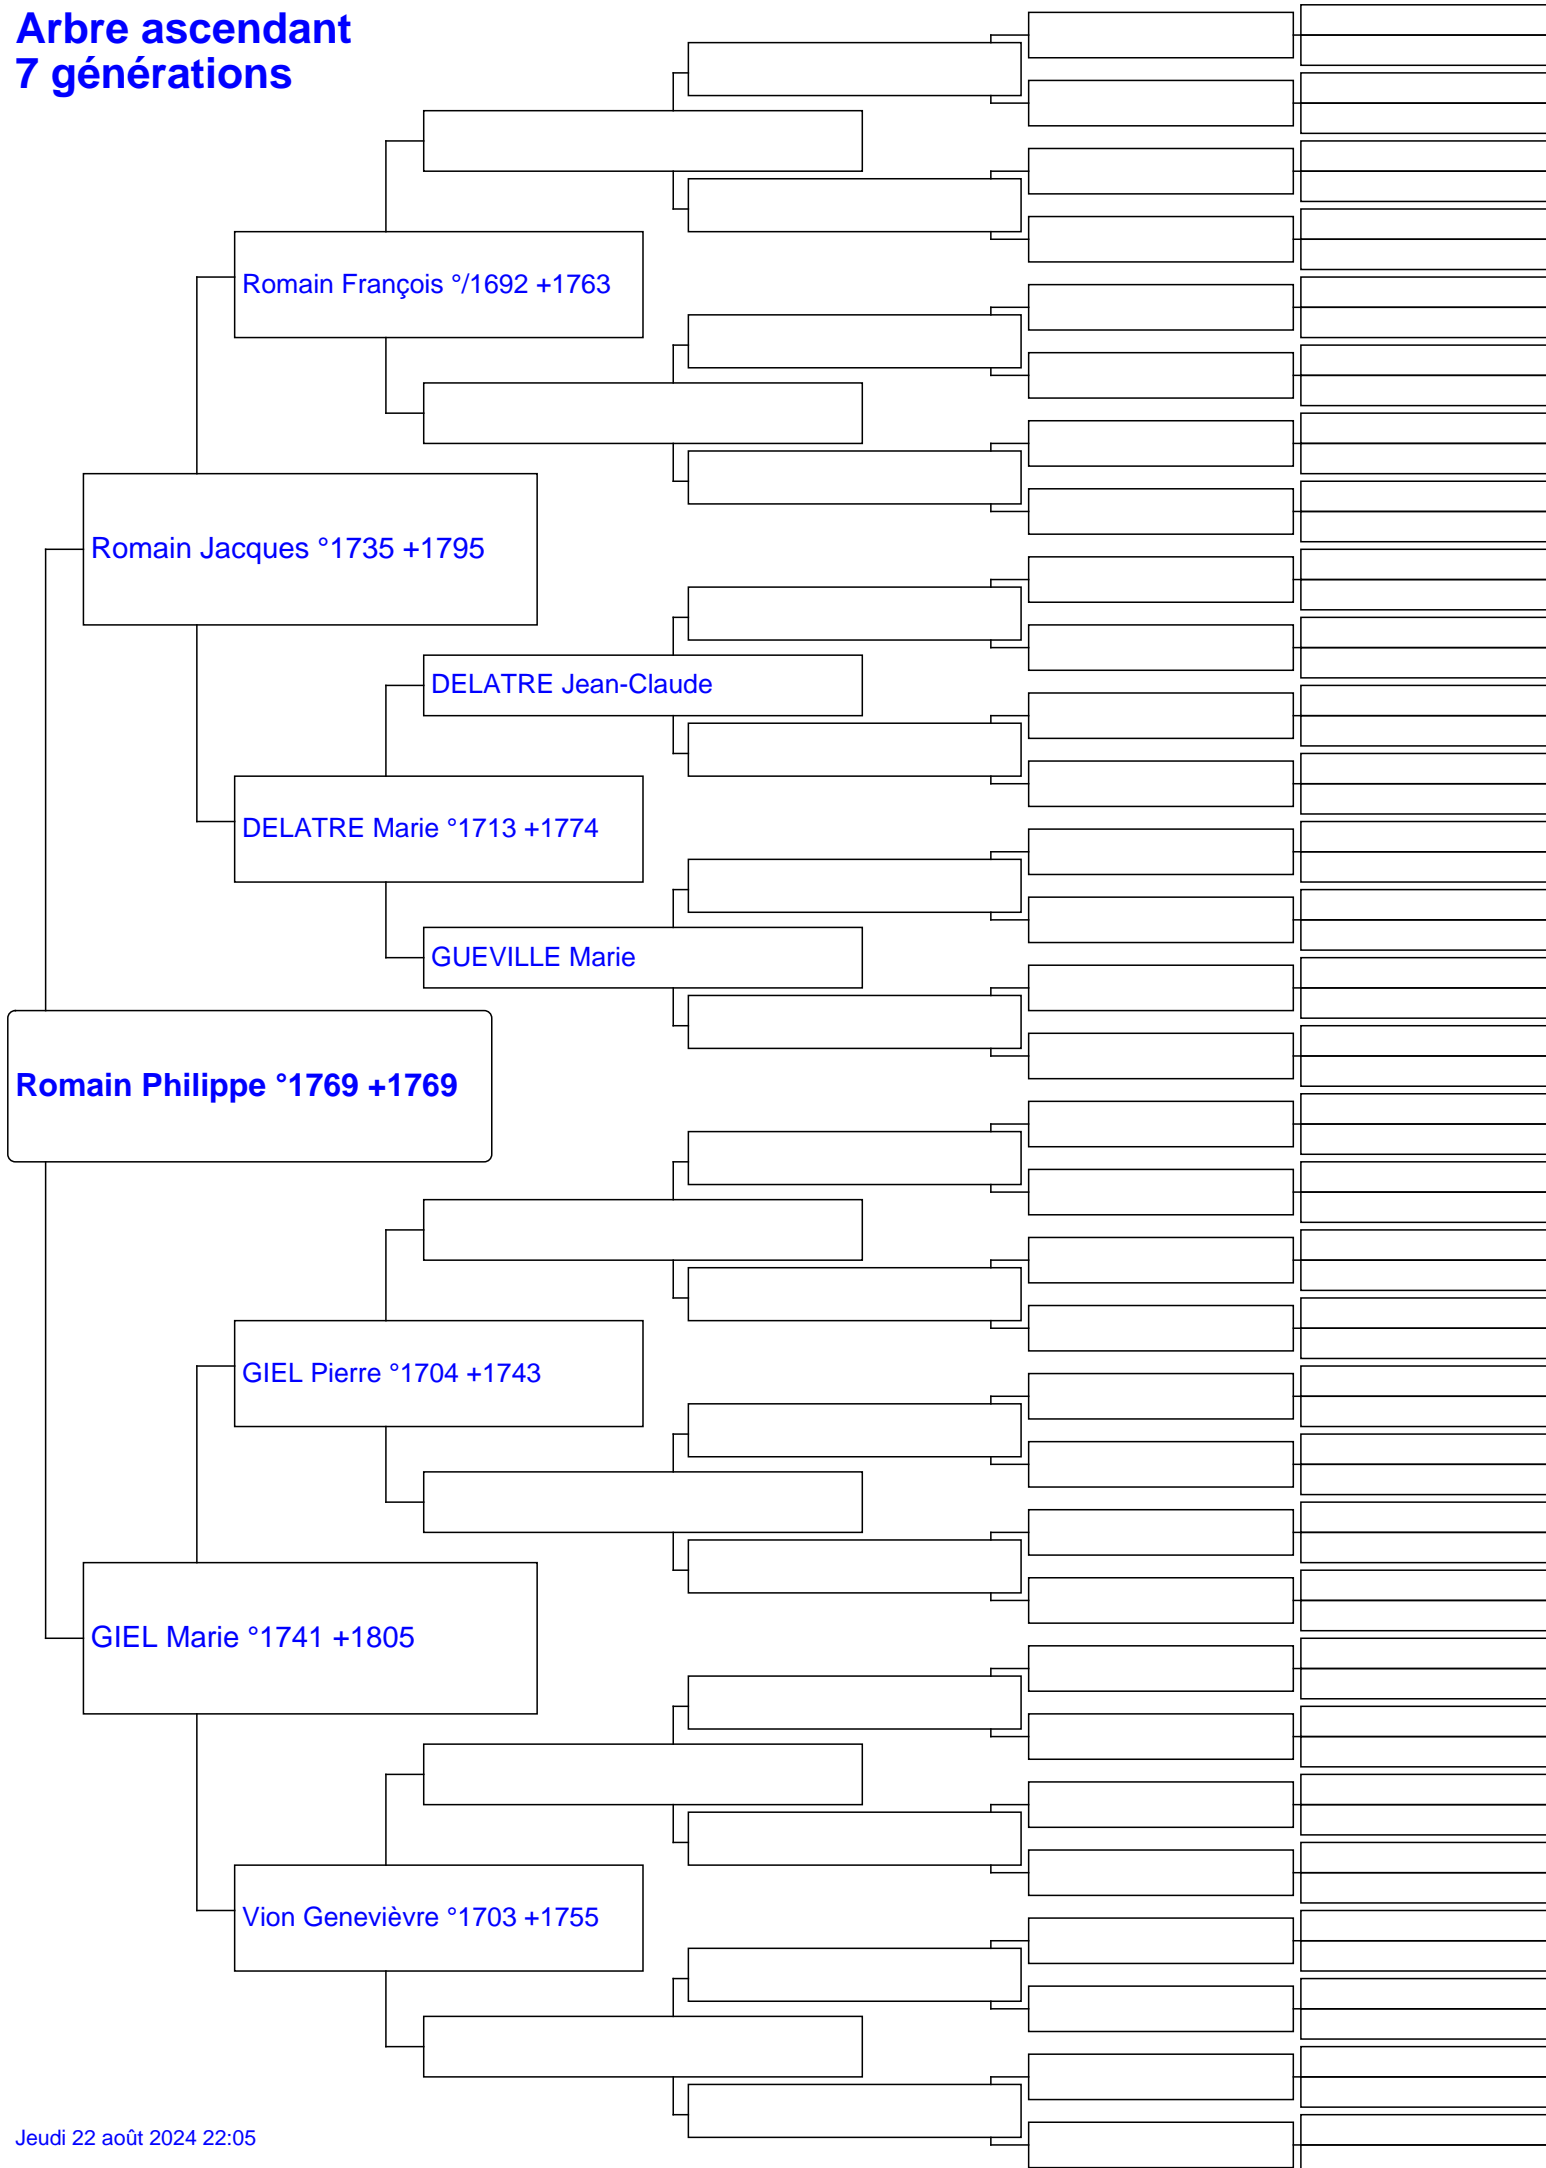 Arbre ascendant
7 générations
Romain François °/1692 +1763
Romain Jacques °1735 +1795
DELATRE Jean-Claude
DELATRE Marie °1713 +1774
GUEVILLE Marie
Romain Philippe °1769 +1769
GIEL Pierre °1704 +1743
GIEL Marie °1741 +1805
Vion Genevièvre °1703 +1755
Jeudi 22 août 2024 22:05